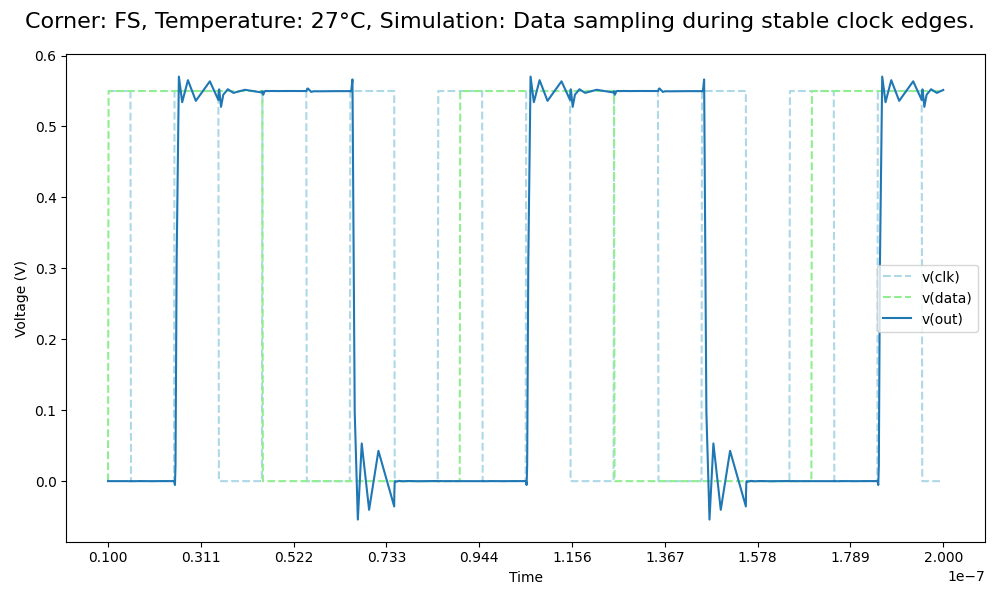 Corner: FS, Temperature: 27°C, Simulation: Data sampling during stable clock edges.
0.6
0.5
0.4
0.3
0.2
0.1
0.0
Voltage (V)
v(clk)
v(data)
v(out)
0.100 0.311 0.522 0.733 0.944 1.156 1.367 1.578 1.789 2.000
Time
1e−7